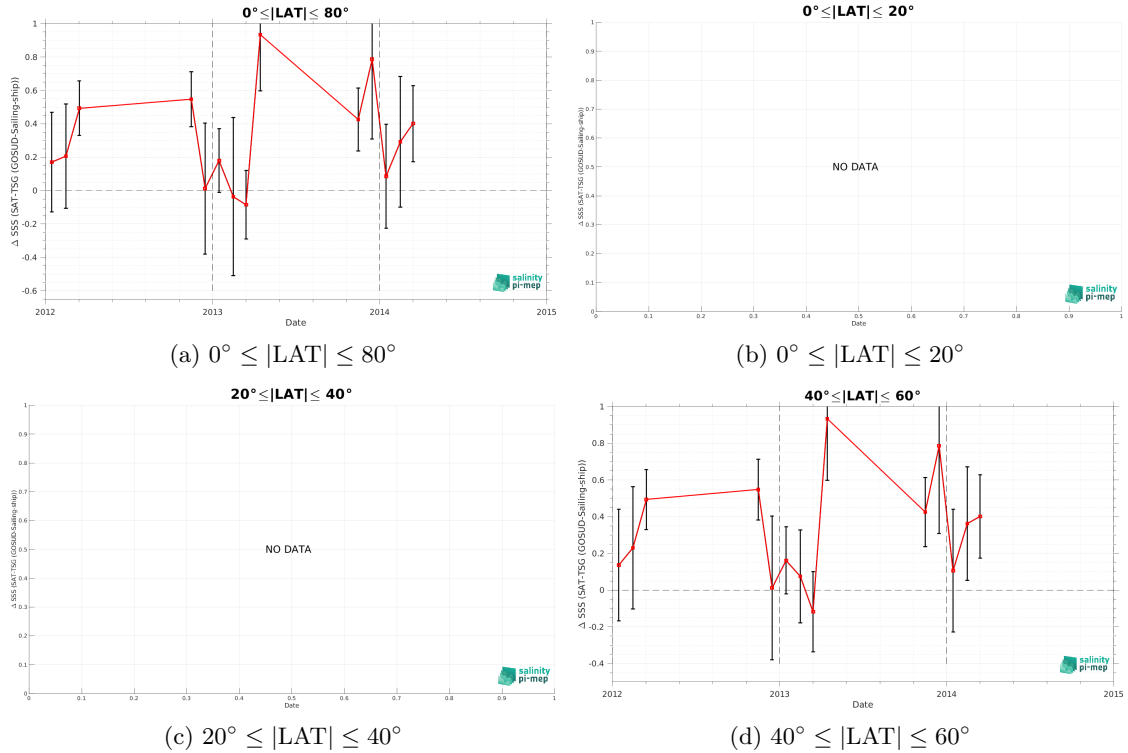 0°≤|LAT|≤ 80°
1
0.8
0.6
0.4
0.2
0
-0.2
-0.4
-0.6
Δ SSS (SAT-TSG (GOSUD-Sailing-ship))
2012
2013
2014
2015
Date
salinity
pi-mep
(a) 0° ≤ |LAT| ≤ 80°
0°≤|LAT|≤ 20°
1
0.9
0.8
0.7
0.6
0.5
0.4
0.3
0.2
0.1
0
Δ SSS (SAT-TSG (GOSUD-Sailing-ship))
NO DATA
0
0.1
0.2
0.3
0.4
0.5
0.6
0.7
0.8
0.9
1
Date
salinity
pi-mep
(b) 0° ≤ |LAT| ≤ 20°
20°≤|LAT|≤ 40°
1
0.9
0.8
0.7
0.6
0.5
0.4
0.3
0.2
0.1
0
Δ SSS (SAT-TSG (GOSUD-Sailing-ship))
NO DATA
0
0.1
0.2
0.3
0.4
0.5
0.6
0.7
0.8
0.9
1
Date
salinity
pi-mep
(c) 20° ≤ |LAT| ≤ 40°
40°≤|LAT|≤ 60°
1
0.8
0.6
0.4
0.2
0
-0.2
-0.4
Δ SSS (SAT-TSG (GOSUD-Sailing-ship))
2012
2013
2014
2015
Date
salinity
pi-mep
(d) 40° ≤ |LAT| ≤ 60°